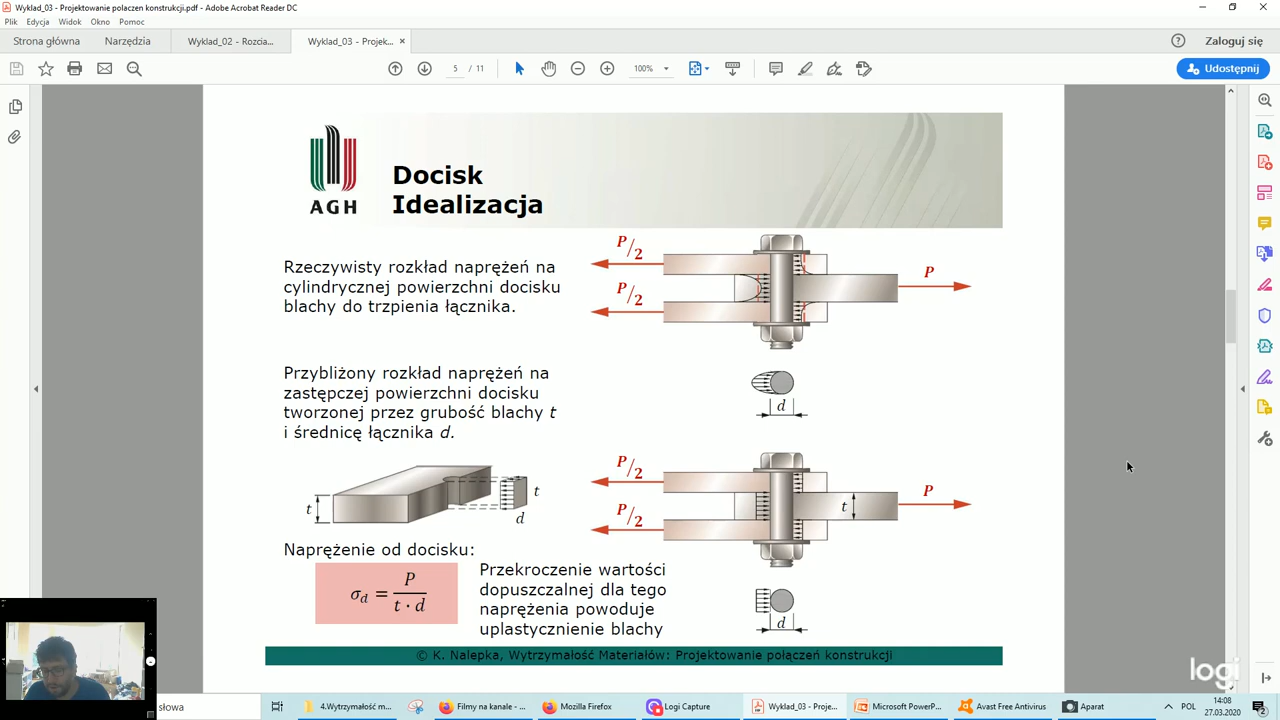 Wyklad_03 - Projektowanie polaczen konstrukcji.pdf - Adobe Acrobat Reader DC
Plik Edycja Widok Okno Pomoc
Strona główna Narzędzia Wyklad_02 - Rozcia... Wyklad_03 - Projek... × Zaloguj się
5 / 11 100% Udostępnij
AGH
Docisk
Idealizacja
Rzeczywisty rozkład naprężeń na
cylindrycznej powierzchni docisku
blachy do trzpienia łącznika.
P/2
P/2
P
d
Przybliżony rozkład naprężeń na
zastępczej powierzchni docisku
tworzonej przez grubość blachy t
i średnicę łącznika d.
t
t
d
P/2
P/2
t
P
d
Naprężenie od docisku:
σd = P / t · d
Przekroczenie wartości
dopuszczalnej dla tego
naprężenia powoduje
uplastycznienie blachy
© K. Nalepka, Wytrzymałość Materiałów: Projektowanie połączeń konstrukcji
logi
słowa 4.Wytrzymałość m... Filmy na kanale - ... Mozilla Firefox Logi Capture Wyklad_03 - Proje... Microsoft PowerP... Avast Free Antivirus Aparat POL 14:08
27.03.2020 2